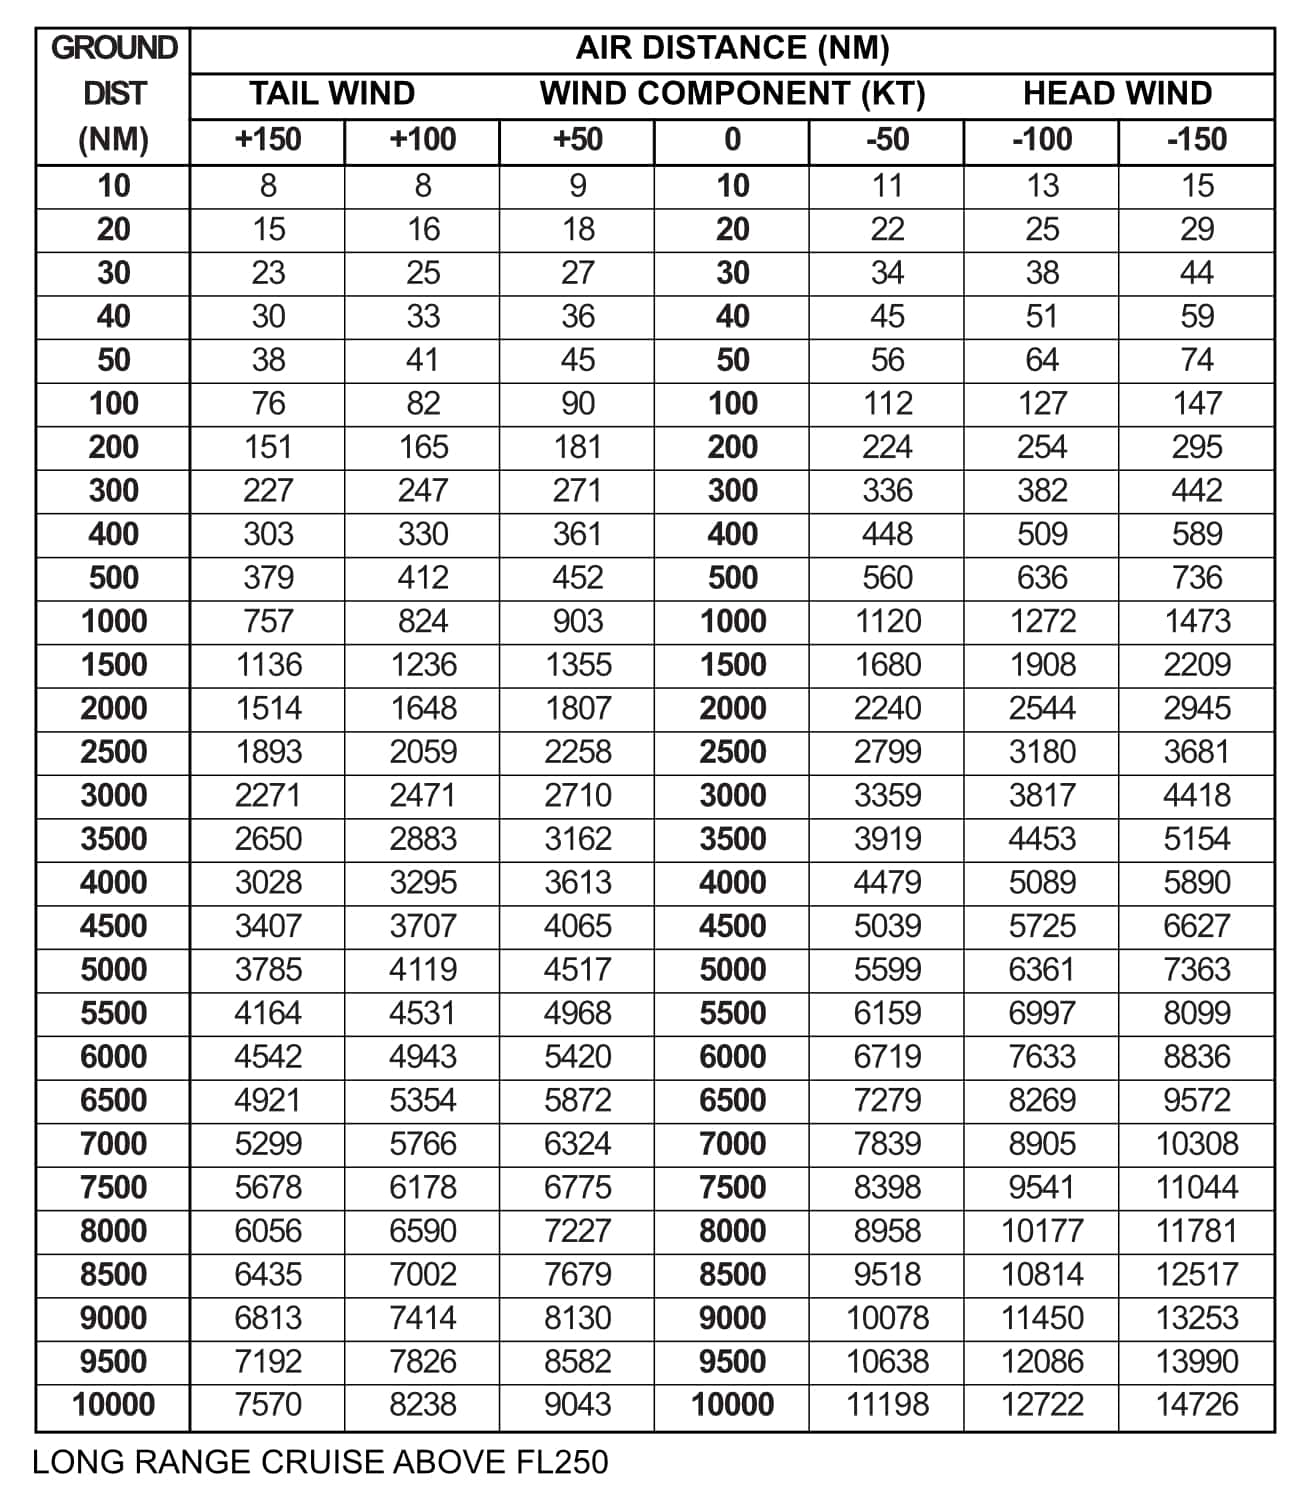 GROUND AIR DISTANCE (NM)
DIST TAIL WIND WIND COMPONENT (KT) HEAD WIND
(NM) +150 +100 +50 0 -50 -100 -150
10 8 8 9 10 11 13 15
20 15 16 18 20 22 25 29
30 23 25 27 30 34 38 44
40 30 33 36 40 45 51 59
50 38 41 45 50 56 64 74
100 76 82 90 100 112 127 147
200 151 165 181 200 224 254 295
300 227 247 271 300 336 382 442
400 303 330 361 400 448 509 589
500 379 412 452 500 560 636 736
1000 757 824 903 1000 1120 1272 1473
1500 1136 1236 1355 1500 1680 1908 2209
2000 1514 1648 1807 2000 2240 2544 2945
2500 1893 2059 2258 2500 2799 3180 3681
3000 2271 2471 2710 3000 3359 3817 4418
3500 2650 2883 3162 3500 3919 4453 5154
4000 3028 3295 3613 4000 4479 5089 5890
4500 3407 3707 4065 4500 5039 5725 6627
5000 3785 4119 4517 5000 5599 6361 7363
5500 4164 4531 4968 5500 6159 6997 8099
6000 4542 4943 5420 6000 6719 7633 8836
6500 4921 5354 5872 6500 7279 8269 9572
7000 5299 5766 6324 7000 7839 8905 10308
7500 5678 6178 6775 7500 8398 9541 11044
8000 6056 6590 7227 8000 8958 10177 11781
8500 6435 7002 7679 8500 9518 10814 12517
9000 6813 7414 8130 9000 10078 11450 13253
9500 7192 7826 8582 9500 10638 12086 13990
10000 7570 8238 9043 10000 11198 12722 14726
LONG RANGE CRUISE ABOVE FL250